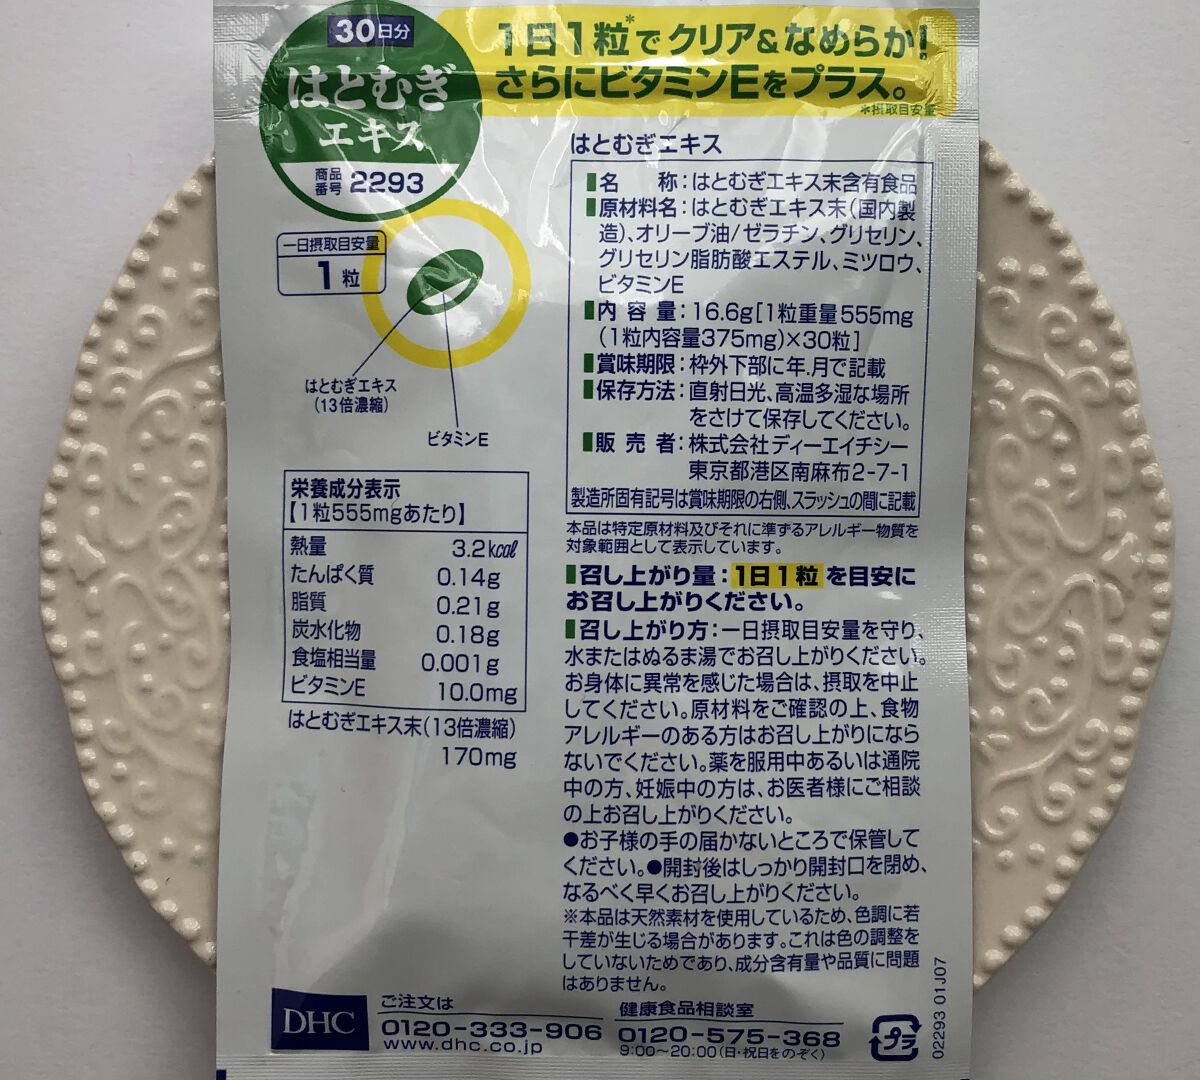 30日分
はとむぎ
エキス
商品
番号 2293
1日1粒*でクリア&なめらか!
さらにビタミンEをプラス。
*摂取目安量
一日摂取目安量
1粒
はとむぎエキス
(13倍濃縮)
ビタミンE
栄養成分表示
【1粒555mgあたり】
熱量 3.2kcal
たんぱく質 0.14g
脂質 0.21g
炭水化物 0.18g
食塩相当量 0.001g
ビタミンE 10.0mg
はとむぎエキス末(13倍濃縮)
170mg
はとむぎエキス
名 称:はとむぎエキス末含有食品
原材料名:はとむぎエキス末(国内製
造)、オリーブ油/ゼラチン、グリセリン、
グリセリン脂肪酸エステル、ミツロウ、
ビタミンE
内 容 量:16.6g[1粒重量555mg
(1粒内容量375mg)×30粒]
賞味期限:枠外下部に年.月で記載
保存方法:直射日光、高温多湿な場所
をさけて保存してください。
販 売 者:株式会社ディーエイチシー
東京都港区南麻布2-7-1
製造所固有記号は賞味期限の右側、スラッシュの間に記載
本品は特定原材料及びそれに準ずるアレルギー物質を
対象範囲として表示しています。
召し上がり量:1日1粒を目安に
お召し上がりください。
召し上がり方:一日摂取目安量を守り、
水またはぬるま湯でお召し上がりください。
お身体に異常を感じた場合は、摂取を中止
してください。原材料をご確認の上、食物
アレルギーのある方はお召し上がりになら
ないでください。薬を服用中あるいは通院
中の方、妊娠中の方は、お医者様にご相談
の上お召し上がりください。
●お子様の手の届かないところで保管して
ください。●開封後はしっかり開封口を閉め、
なるべく早くお召し上がりください。
※本品は天然素材を使用しているため、色調に若
干差が生じる場合があります。これは色の調整を
していないためであり、成分含有量や品質に問題
はありません。
DHC
ご注文は
0120-333-906
www.dhc.co.jp
健康食品相談室
0120-575-368
9:00~20:00(日・祝日をのぞく)
プラ
02293 01J07